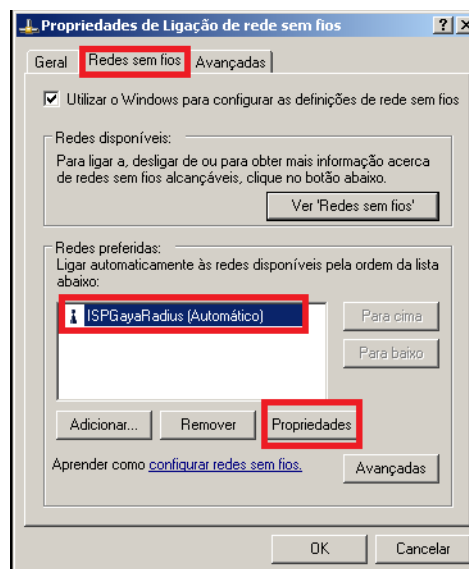 Propriedades de Ligação de rede sem fios
Geral Redes sem fios Avançadas
Utilizar o Windows para configurar as definições de rede sem fios
Redes disponíveis:
Para ligar a, desligar de ou para obter mais informação acerca
de redes sem fios alcançáveis, clique no botão abaixo.
Ver 'Redes sem fios'
Redes preferidas:
Ligar automaticamente às redes disponíveis pela ordem da lista
abaixo:
ISPGayaRadius (Automático)
Para cima
Para baixo
Adicionar... Remover Propriedades
Aprender como configurar redes sem fios.
Avançadas
OK Cancelar